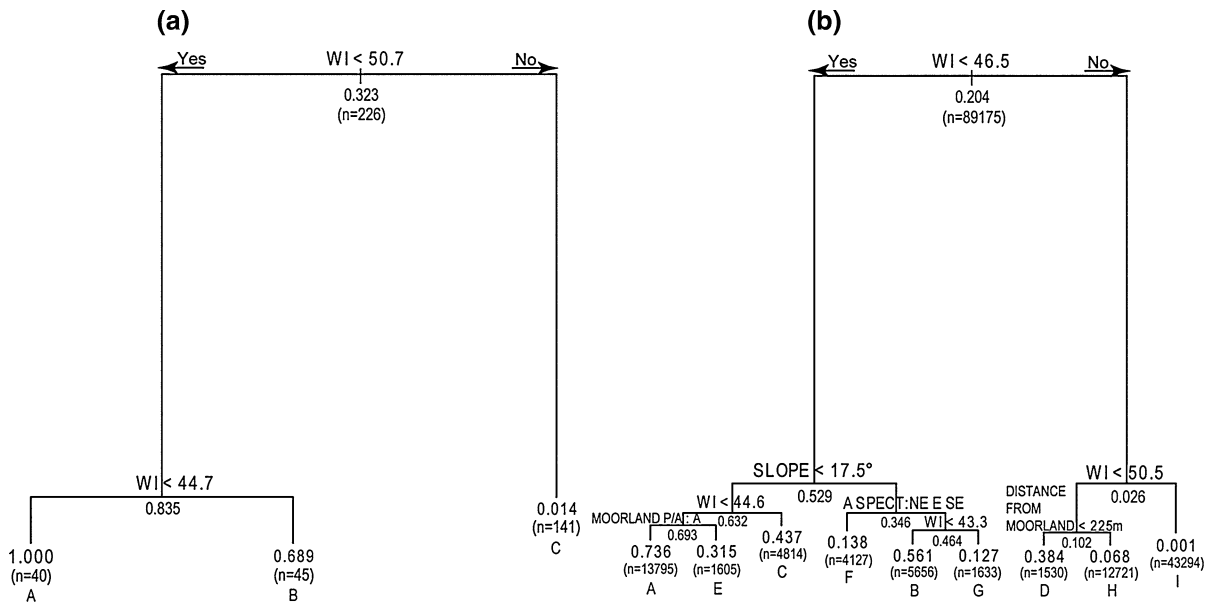 (a)
Yes
WI < 50.7
No
0.323
(n=226)
WI < 44.7
0.835
1.000
(n=40)
A
0.689
(n=45)
B
0.014
(n=141)
C
(b)
Yes
WI < 46.5
No
0.204
(n=89175)
SLOPE < 17.5°
0.529
WI < 44.6
0.632
MOORLAND P/A: A
0.693
0.736
(n=13795)
A
0.315
(n=1605)
E
0.437
(n=4814)
C
ASPECT:NE E SE
0.346
WI < 43.3
0.464
0.138
(n=4127)
F
0.561
(n=5656)
B
0.127
(n=1633)
G
WI < 50.5
0.026
DISTANCE
FROM
MOORLAND < 225m
0.102
0.384
(n=1530)
D
0.068
(n=12721)
H
0.001
(n=43294)
I